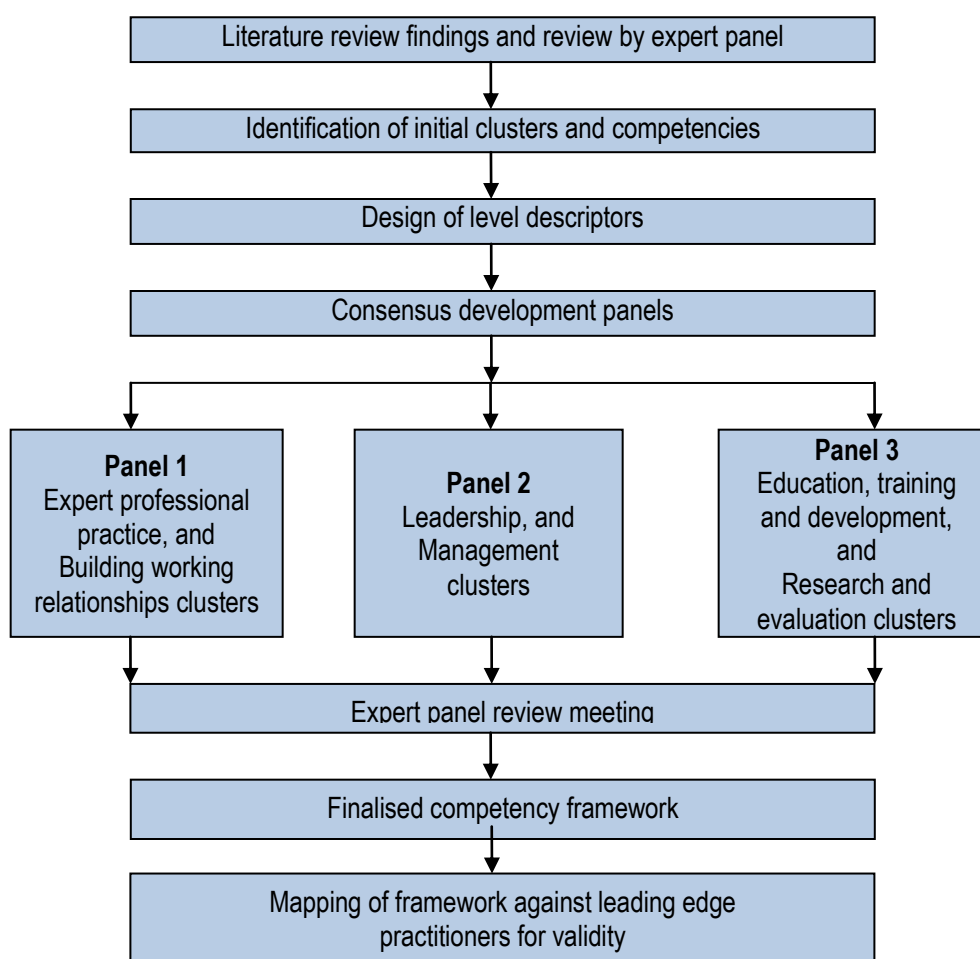 Literature review findings and review by expert panel
Identification of initial clusters and competencies
Design of level descriptors
Consensus development panels
Panel 1
Expert professional
practice, and
Building working
relationships clusters
Panel 2
Leadership, and
Management
clusters
Panel 3
Education, training
and development,
and
Research and
evaluation clusters
Expert panel review meeting
Finalised competency framework
Mapping of framework against leading edge
practitioners for validity